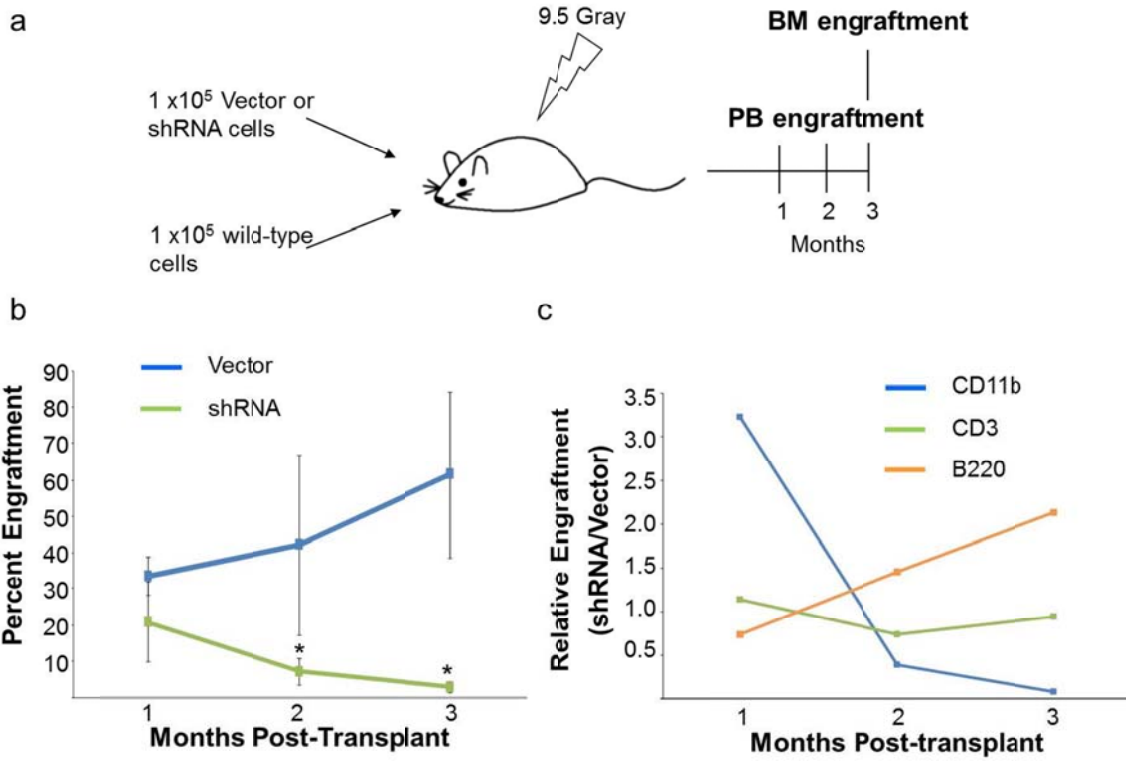 a
9.5 Gray
BM engraftment
1 x10⁵ Vector or
shRNA cells
PB engraftment
1 x10⁵ wild-type
cells
1 2 3
Months
b
c
Vector
shRNA
Percent Engraftment
90
80
70
60
50
40
30
20
10
1 2 3
Months Post-Transplant
*
*
CD11b
CD3
B220
Relative Engraftment
(shRNA/Vector)
3.5
3.0
2.5
2.0
1.5
1.0
0.5
1 2 3
Months Post-transplant